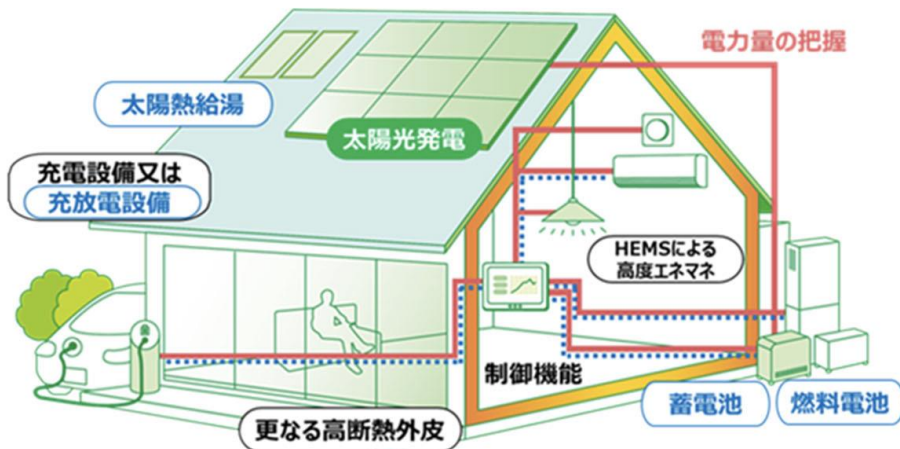 電力量の把握
太陽熱給湯
太陽光発電
充電設備又は
充放電設備
HEMSによる
高度エネマネ
制御機能
蓄電池
燃料電池
更なる高断熱外皮